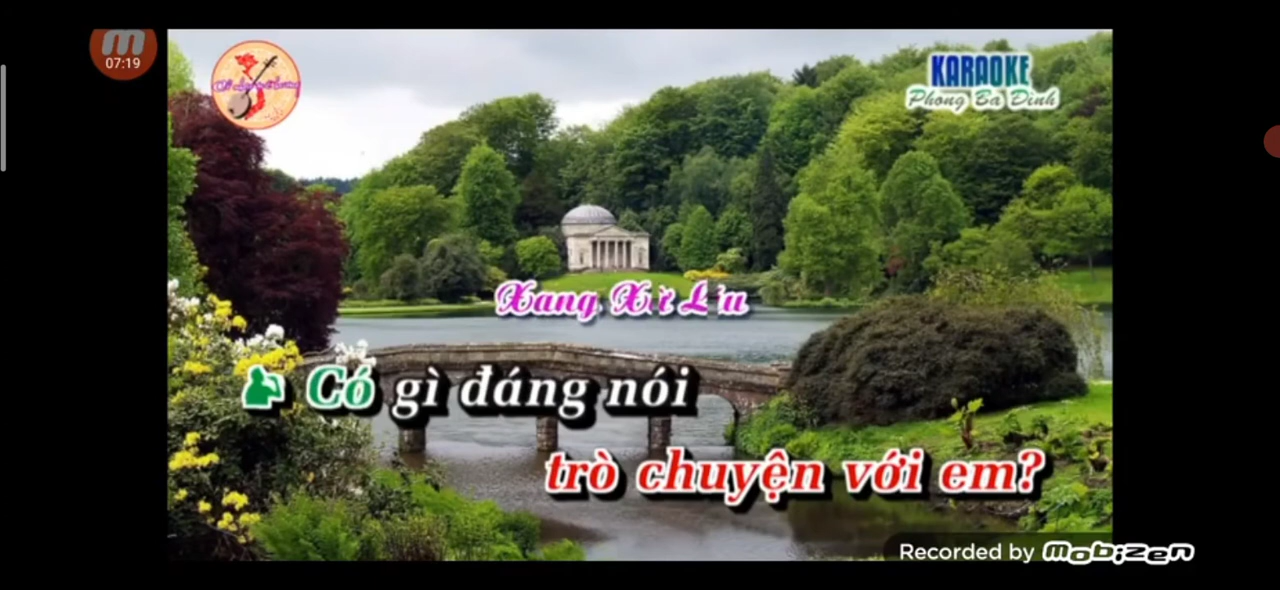 07:19
KARAOKE
Phong Ba Đình
Xang Xừ Líu
Có gì đáng nói
trò chuyện với em?
Recorded by mobizen